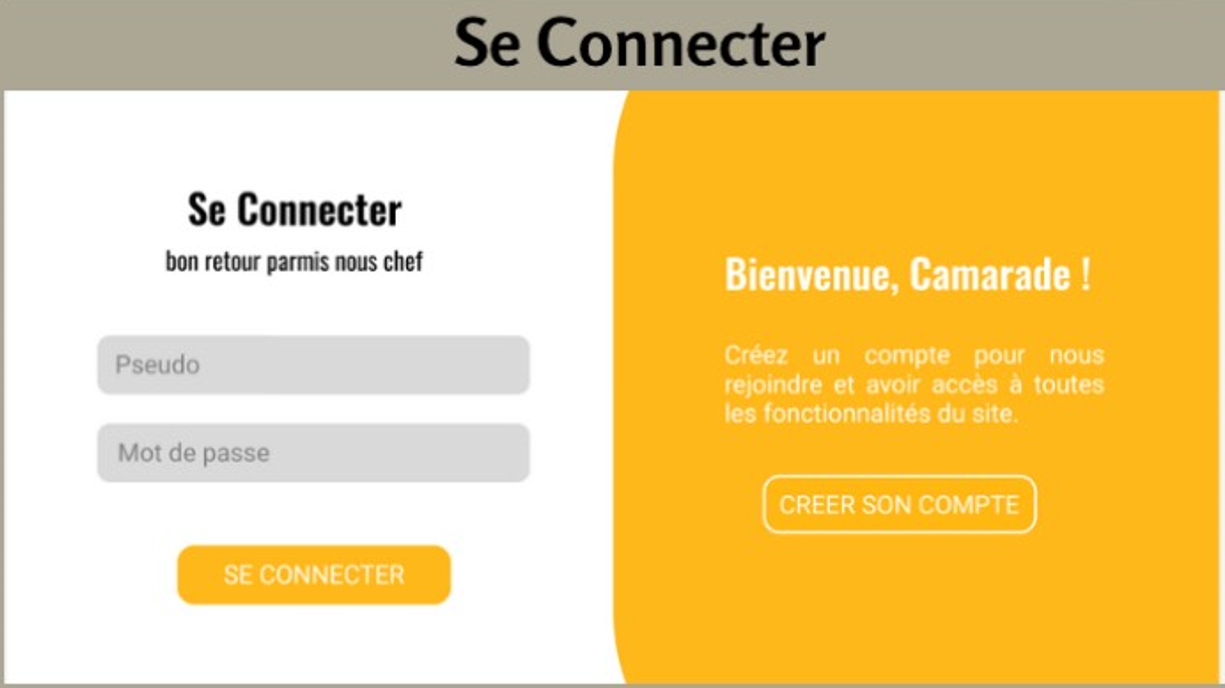 Se Connecter
Se Connecter
bon retour parmis nous chef
Pseudo
Mot de passe
SE CONNECTER
Bienvenue, Camarade !
Créez un compte pour nous
rejoindre et avoir accès à toutes
les fonctionnalités du site.
CREER SON COMPTE